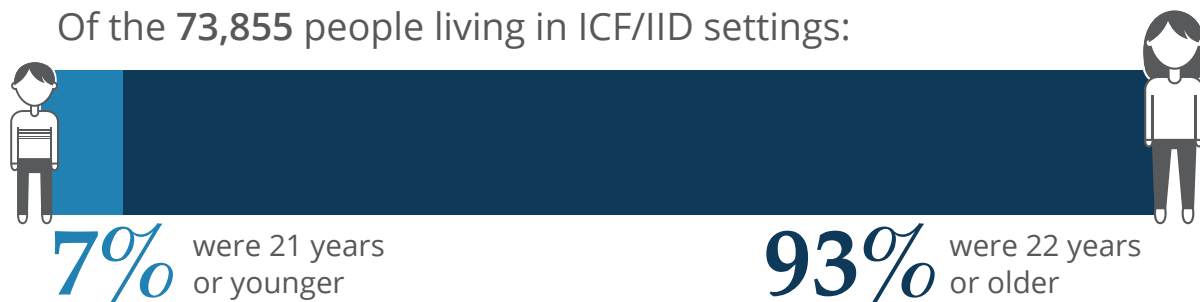 Of the 73,855 people living in ICF/IID settings:
7% were 21 years
or younger
93% were 22 years
or older